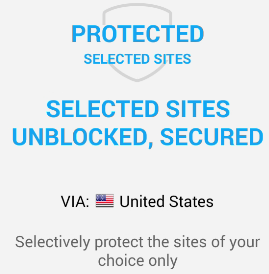 PROTECTED
SELECTED SITES
SELECTED SITES
UNBLOCKED, SECURED
VIA: United States
Selectively protect the sites of your
choice only